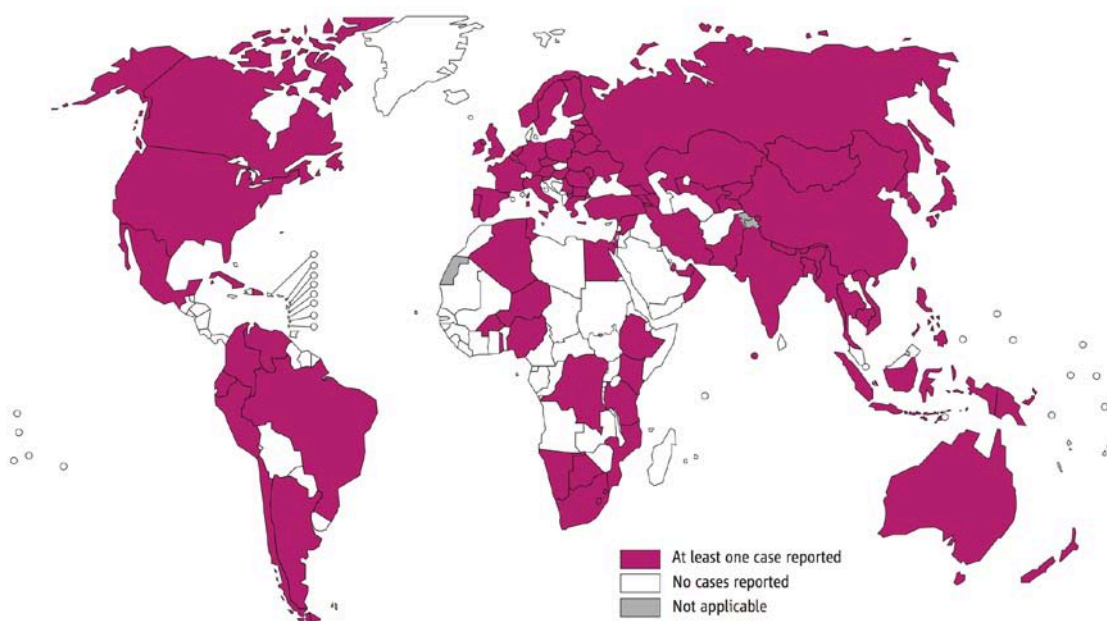 At least one case reported
No cases reported
Not applicable